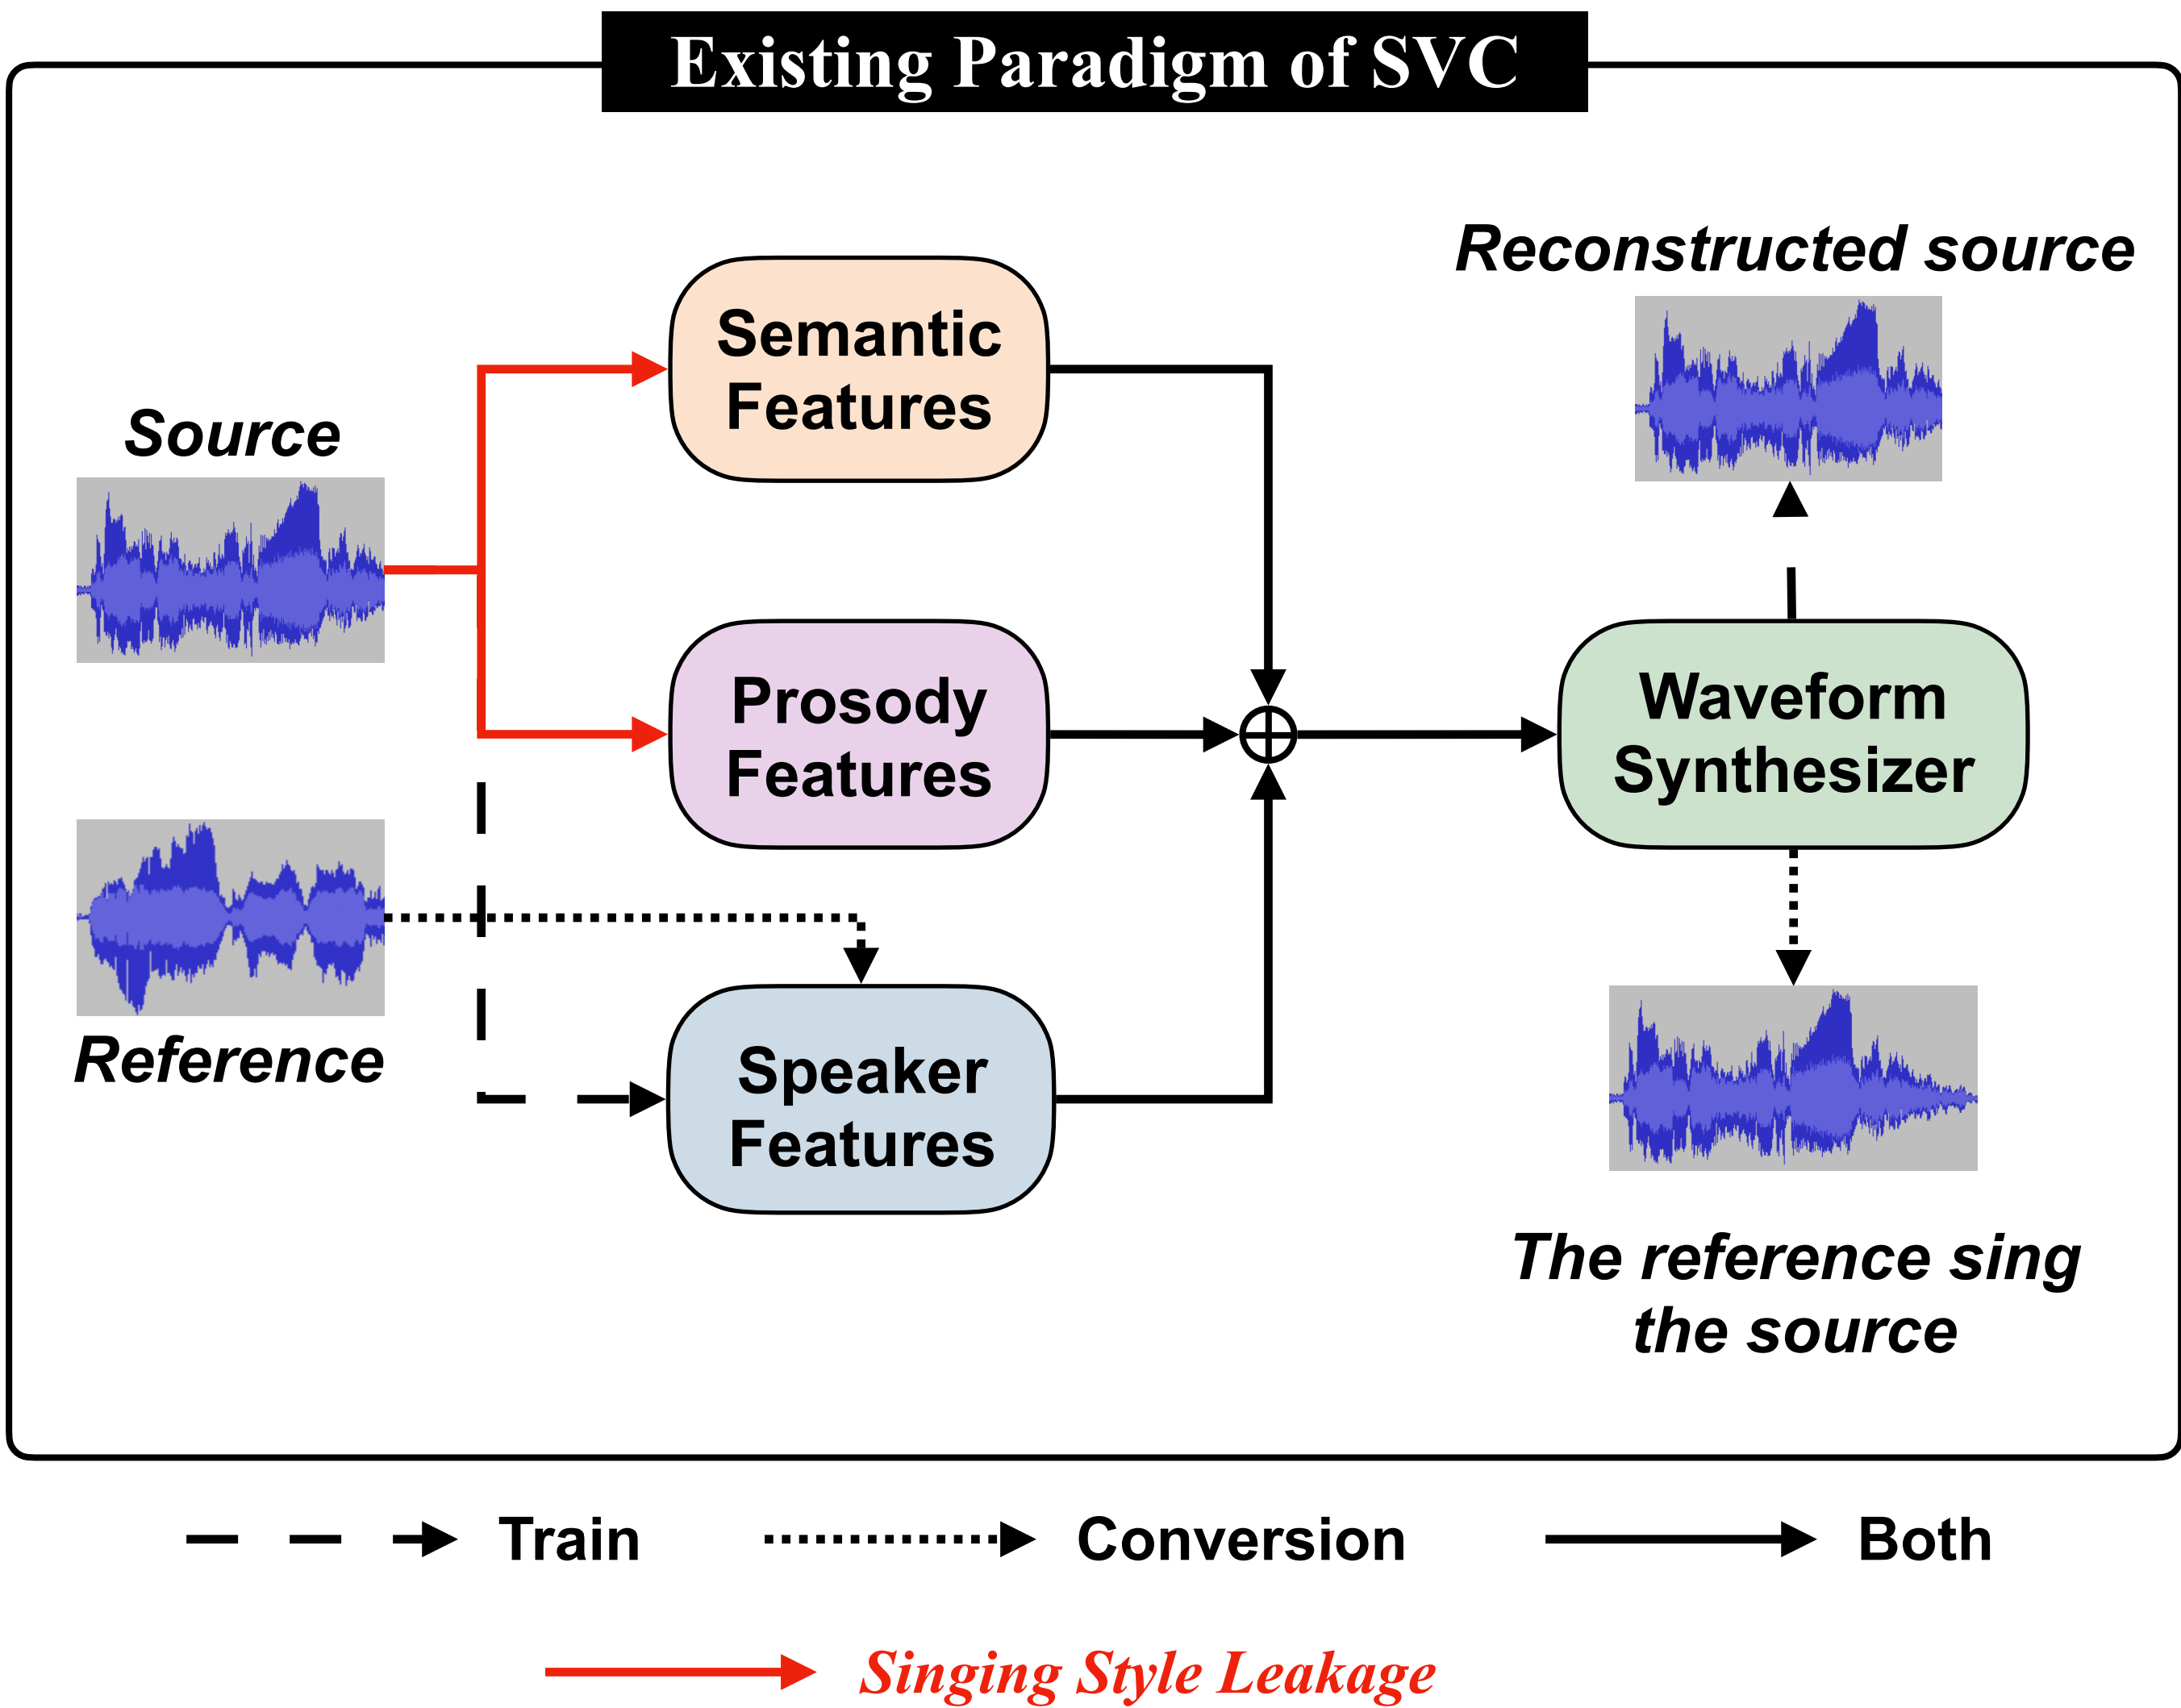 Existing Paradigm of SVC
Source
Reference
Semantic
Features
Prosody
Features
Speaker
Features
Waveform
Synthesizer
Reconstructed source
The reference sing
the source
Train
Conversion
Both
Singing Style Leakage